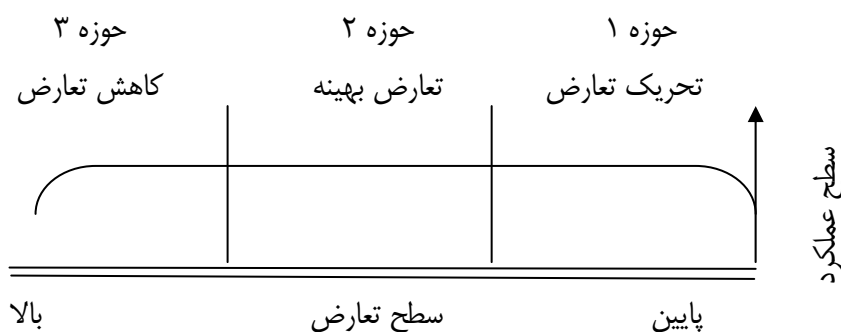 حوزه ۱ حوزه ۲ حوزه ۳
تحریک تعارض تعارض بهینه کاهش تعارض
سطح عملکرد
پایین سطح تعارض بالا